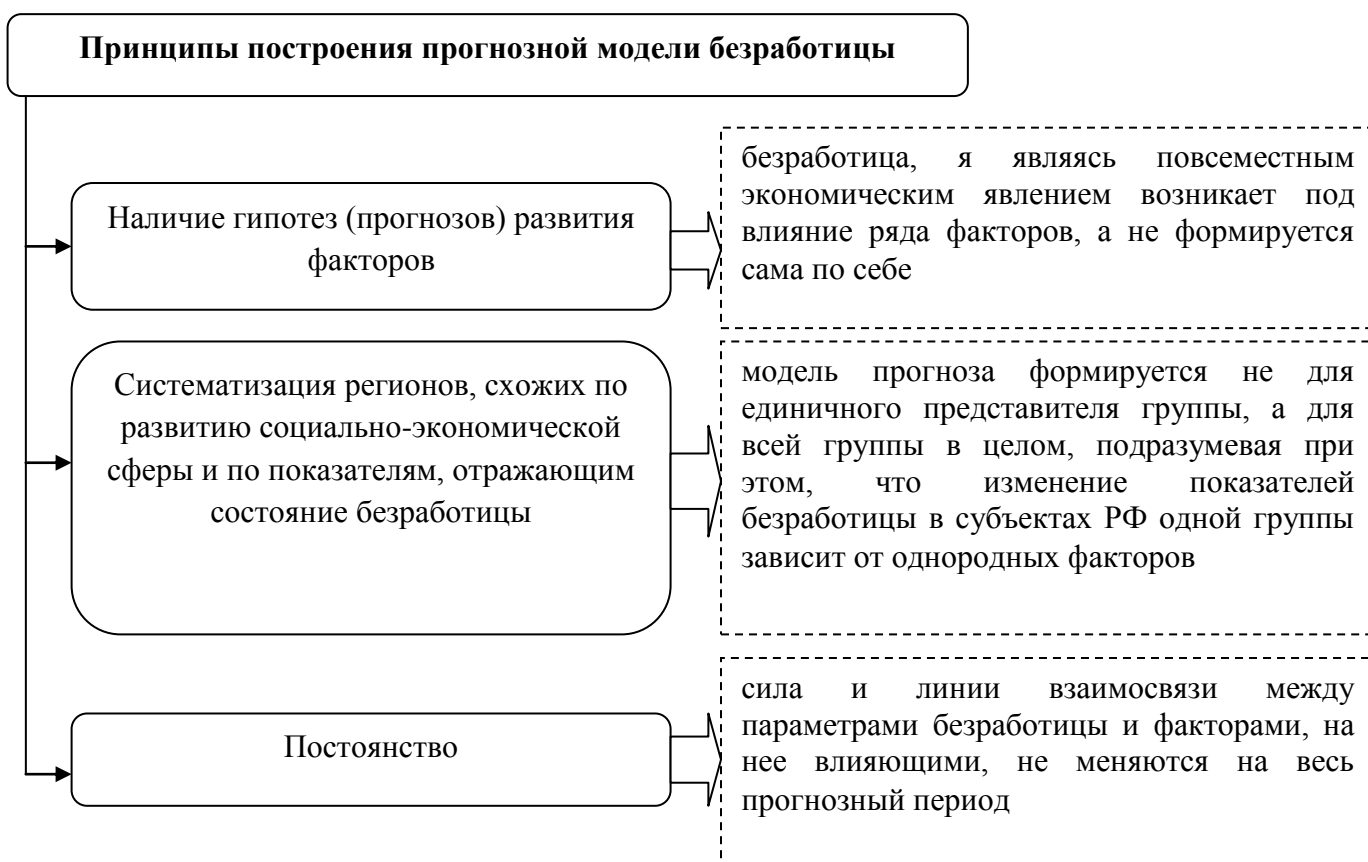 Принципы построения прогнозной модели безработицы
Наличие гипотез (прогнозов) развития
факторов
безработица, я являясь повсеместным
экономическим явлением возникает под
влияние ряда факторов, а не формируется
сама по себе
Систематизация регионов, схожих по
развитию социально-экономической
сферы и по показателям, отражающим
состояние безработицы
модель прогноза формируется не для
единичного представителя группы, а для
всей группы в целом, подразумевая при
этом, что изменение показателей
безработицы в субъектах РФ одной группы
зависит от однородных факторов
Постоянство
сила и линии взаимосвязи между
параметрами безработицы и факторами, на
нее влияющими, не меняются на весь
прогнозный период